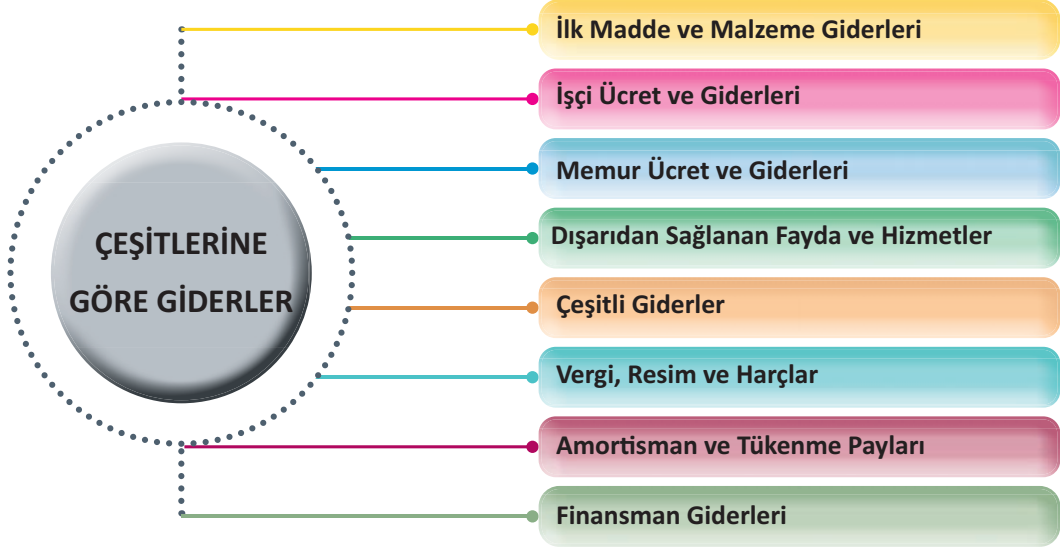 ÇEŞİTLERİNE
GÖRE GİDERLER
İlk Madde ve Malzeme Giderleri
İşçi Ücret ve Giderleri
Memur Ücret ve Giderleri
Dışarıdan Sağlanan Fayda ve Hizmetler
Çeşitli Giderler
Vergi, Resim ve Harçlar
Amortisman ve Tükenme Payları
Finansman Giderleri